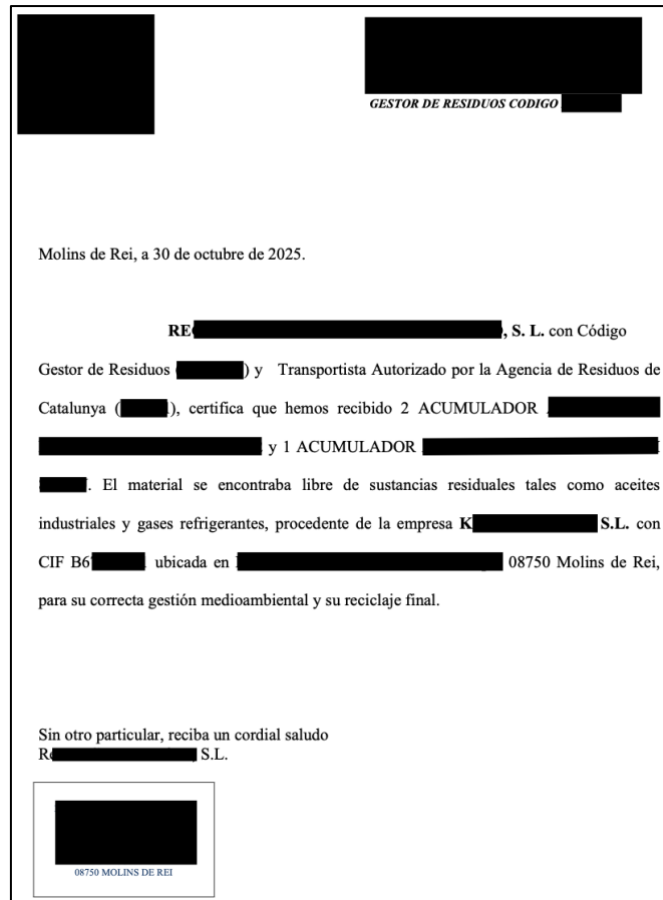 GESTOR DE RESIDUOS CODIGO
Molins de Rei, a 30 de octubre de 2025.
RE , S. L. con Código
Gestor de Residuos ( ) y Transportista Autorizado por la Agencia de Residuos de
Catalunya ( ), certifica que hemos recibido 2 ACUMULADOR
y 1 ACUMULADOR
. El material se encontraba libre de sustancias residuales tales como aceites
industriales y gases refrigerantes, procedente de la empresa K S.L. con
CIF B6 ubicada en 08750 Molins de Rei,
para su correcta gestión medioambiental y su reciclaje final.
Sin otro particular, reciba un cordial saludo
R S.L.
08750 MOLINS DE REI